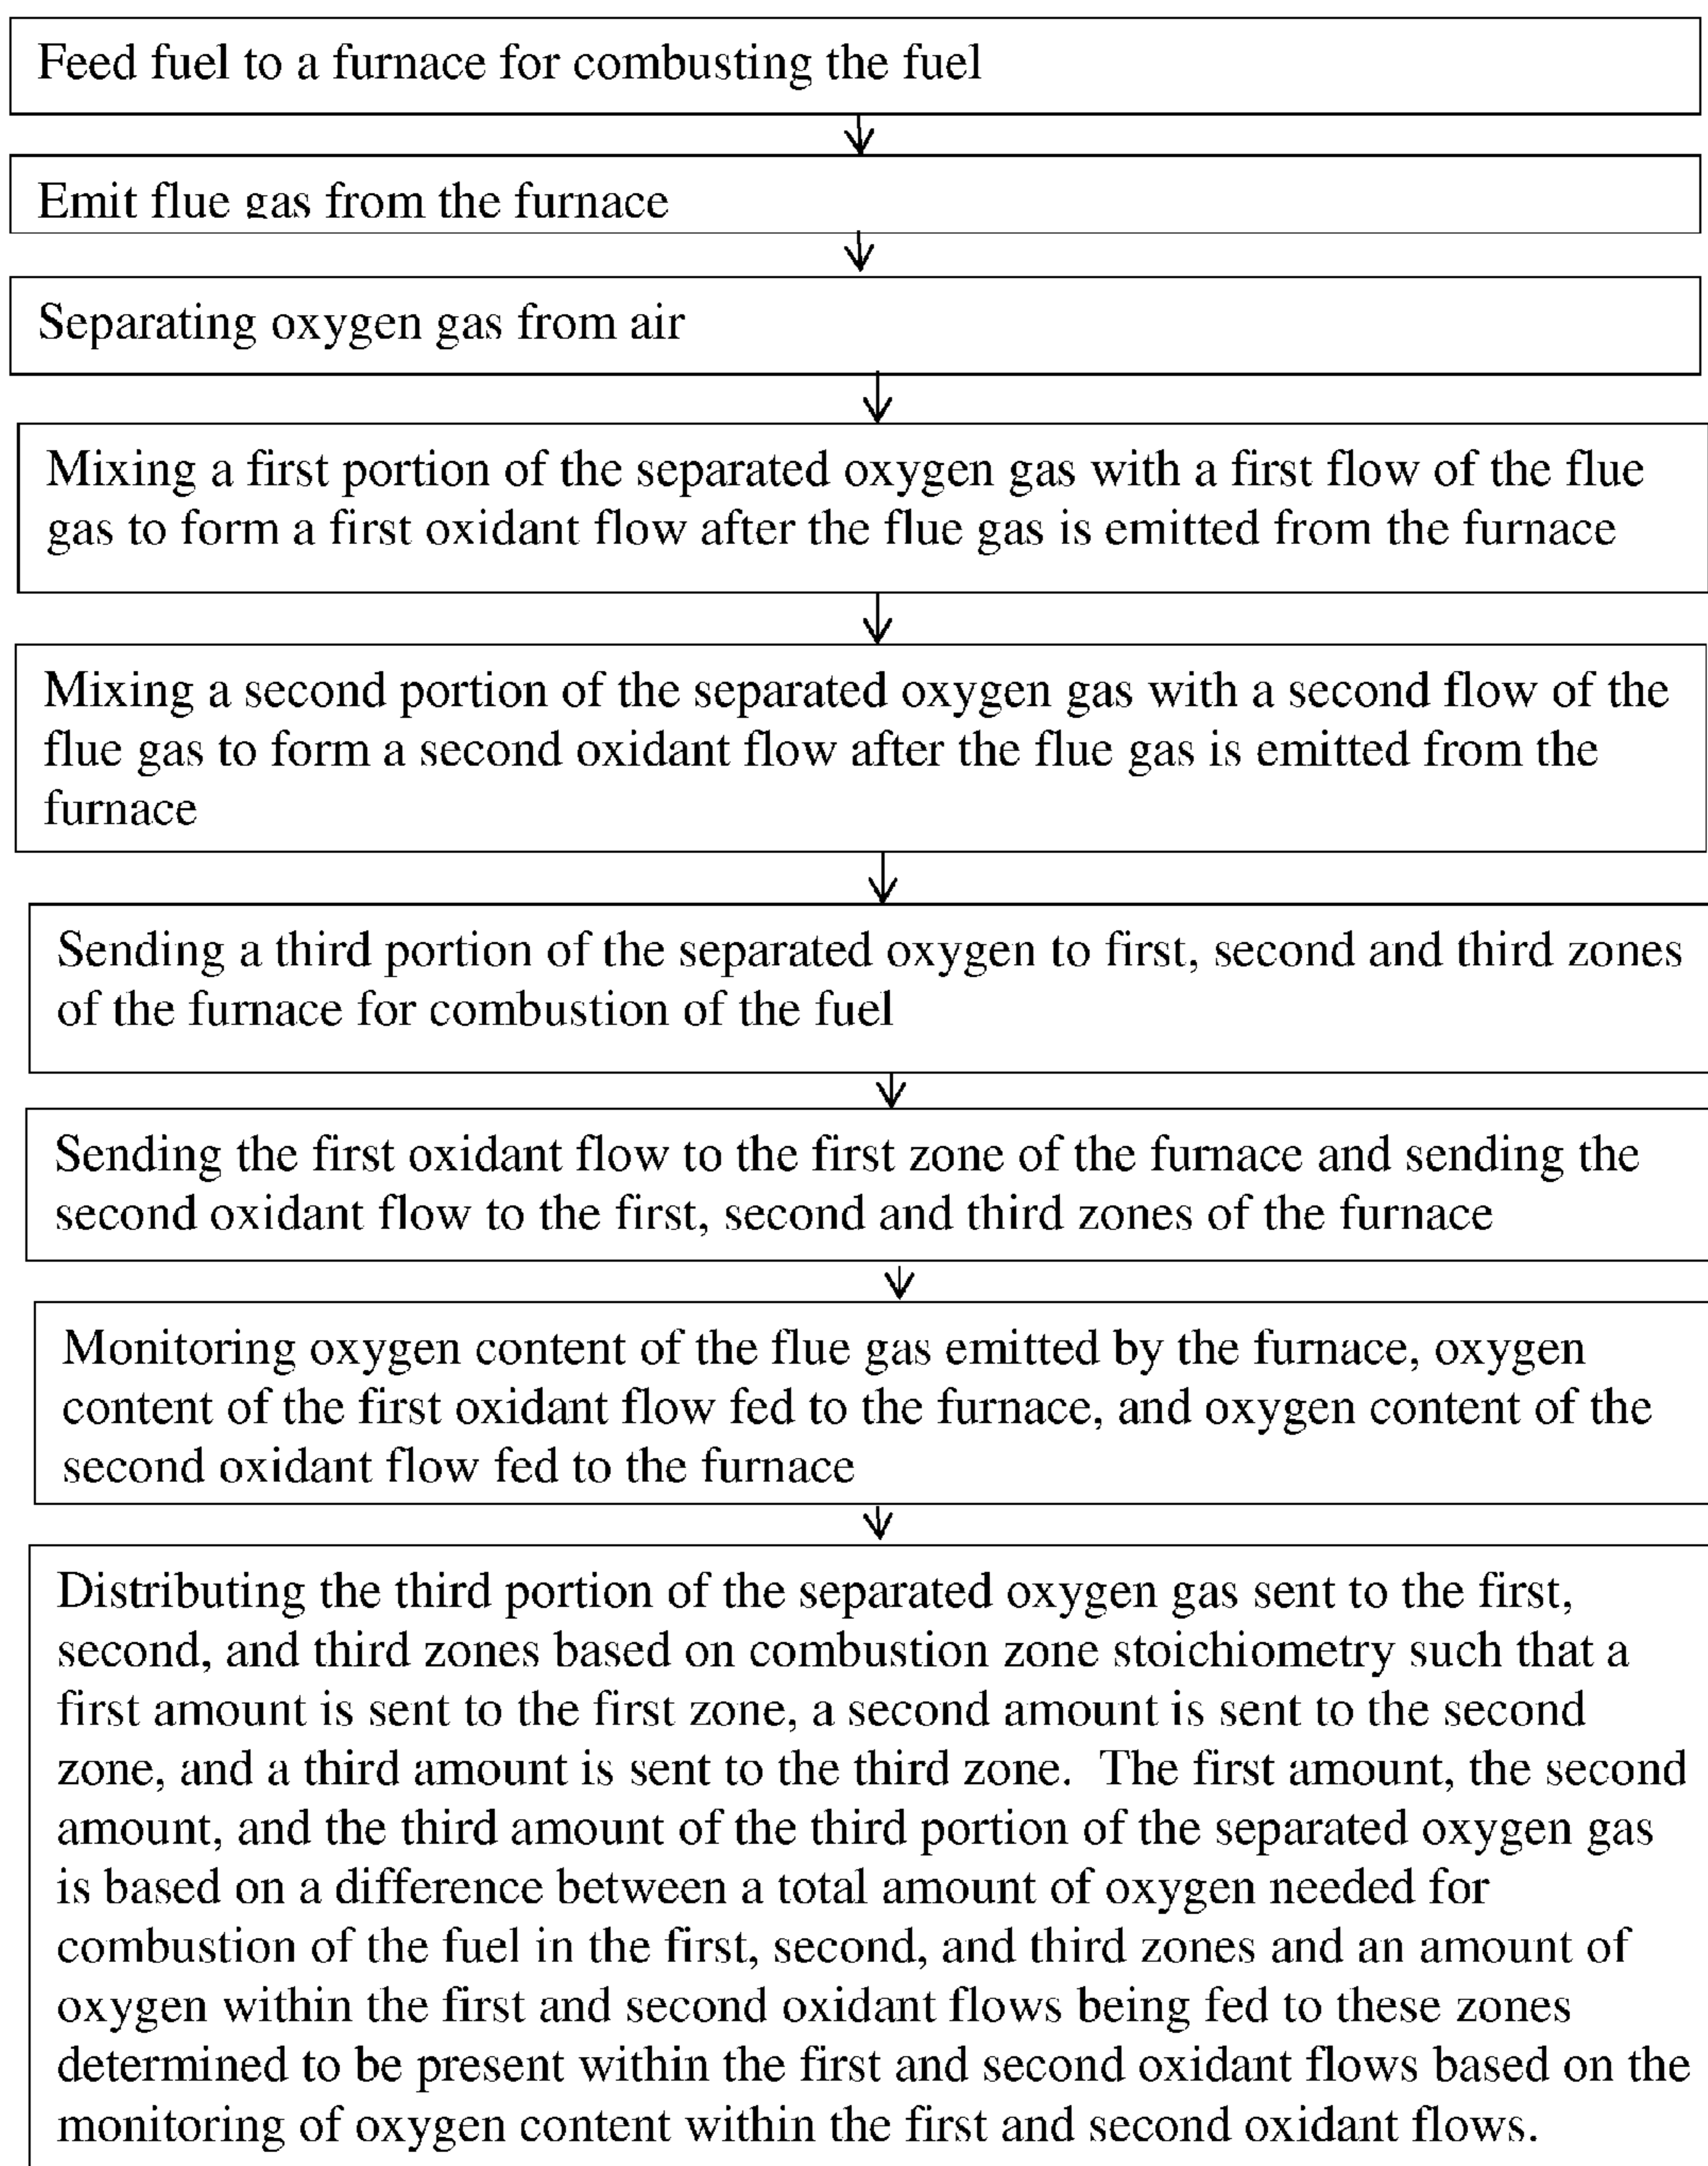 Feed fuel to a furnace for combusting the fuel
Emit flue gas from the furnace
Separating oxygen gas from air
Mixing a first portion of the separated oxygen gas with a first flow of the flue
gas to form a first oxidant flow after the flue gas is emitted from the furnace
Mixing a second portion of the separated oxygen gas with a second flow of the
flue gas to form a second oxidant flow after the flue gas is emitted from the
furnace
Sending a third portion of the separated oxygen to first, second and third zones
of the furnace for combustion of the fuel
Sending the first oxidant flow to the first zone of the furnace and sending the
second oxidant flow to the first, second and third zones of the furnace
Monitoring oxygen content of the flue gas emitted by the furnace, oxygen
content of the first oxidant flow fed to the furnace, and oxygen content of the
second oxidant flow fed to the furnace
Distributing the third portion of the separated oxygen gas sent to the first,
second, and third zones based on combustion zone stoichiometry such that a
first amount is sent to the first zone, a second amount is sent to the second
zone, and a third amount is sent to the third zone.  The first amount, the second
amount, and the third amount of the third portion of the separated oxygen gas
is based on a difference between a total amount of oxygen needed for
combustion of the fuel in the first, second, and third zones and an amount of
oxygen within the first and second oxidant flows being fed to these zones
determined to be present within the first and second oxidant flows based on the
monitoring of oxygen content within the first and second oxidant flows.